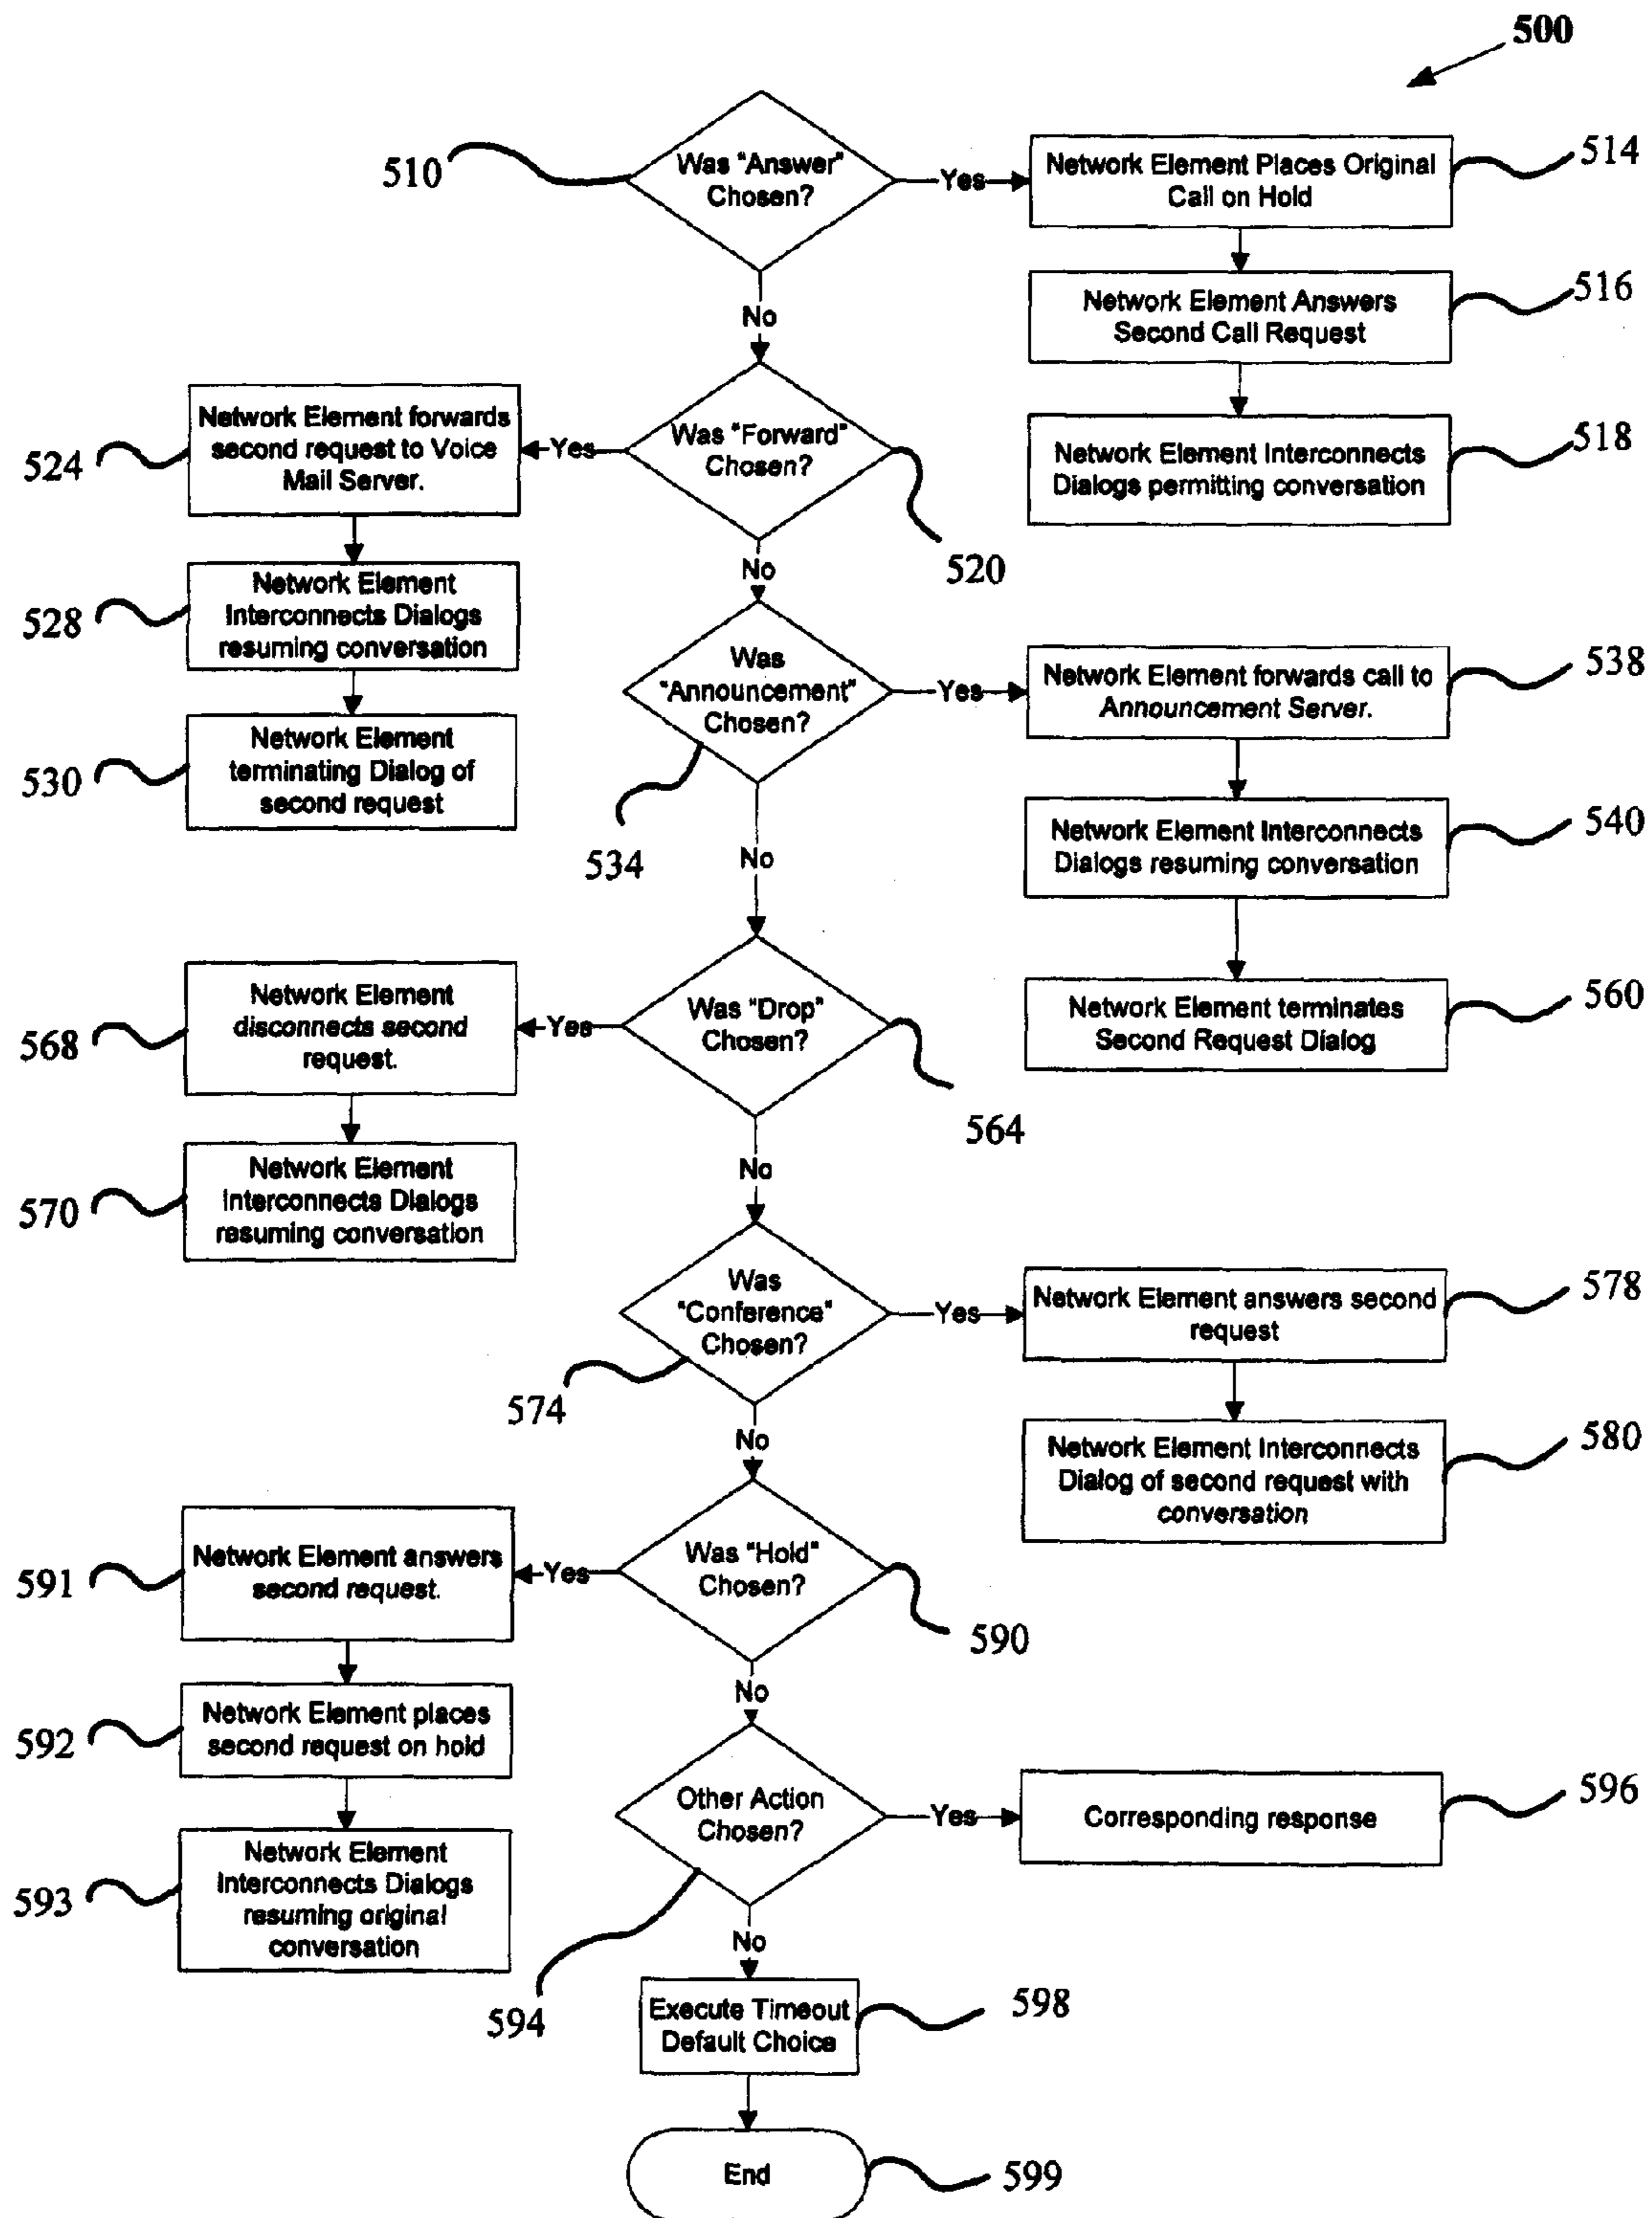 500
510
Was "Answer"
Chosen?
Yes
Network Element Places Original
Call on Hold
514
Network Element Answers
Second Call Request
516
Network Element Interconnects
Dialogs permitting conversation
518
No
Was "Forward"
Chosen?
520
Yes
Network Element forwards
second request to Voice
Mail Server.
524
Network Element
Interconnects Dialogs
resuming conversation
528
Network Element
terminating Dialog of
second request
530
No
Was
"Announcement"
Chosen?
534
Yes
Network Element forwards call to
Announcement Server.
538
Network Element Interconnects
Dialogs resuming conversation
540
Network Element terminates
Second Request Dialog
560
No
Was "Drop"
Chosen?
564
Yes
Network Element
disconnects second
request.
568
Network Element
Interconnects Dialogs
resuming conversation
570
No
Was
"Conference"
Chosen?
574
Yes
Network Element answers second
request
578
Network Element Interconnects
Dialog of second request with
conversation
580
No
Was "Hold"
Chosen?
590
Yes
Network Element answers
second request.
591
Network Element places
second request on hold
592
Network Element
Interconnects Dialogs
resuming original
conversation
593
No
Other Action
Chosen?
594
Yes
Corresponding response
596
No
Execute Timeout
Default Choice
598
End
599